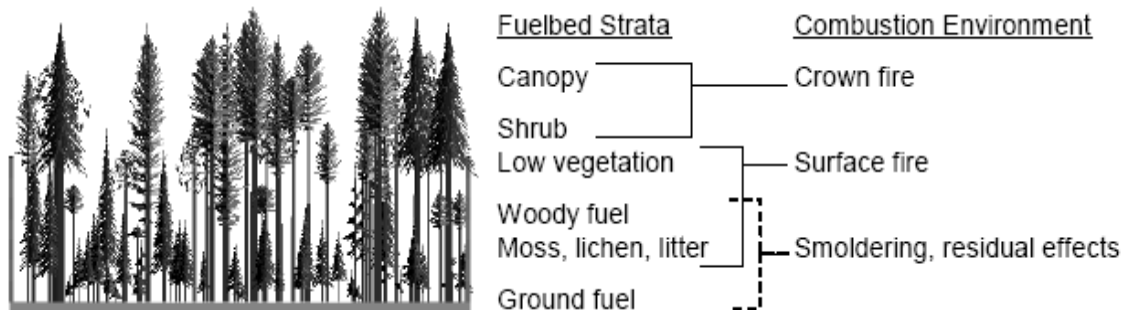 Fuelbed Strata Combustion Environment
Canopy Crown fire
Shrub
Low vegetation Surface fire
Woody fuel
Moss, lichen, litter Smoldering, residual effects
Ground fuel